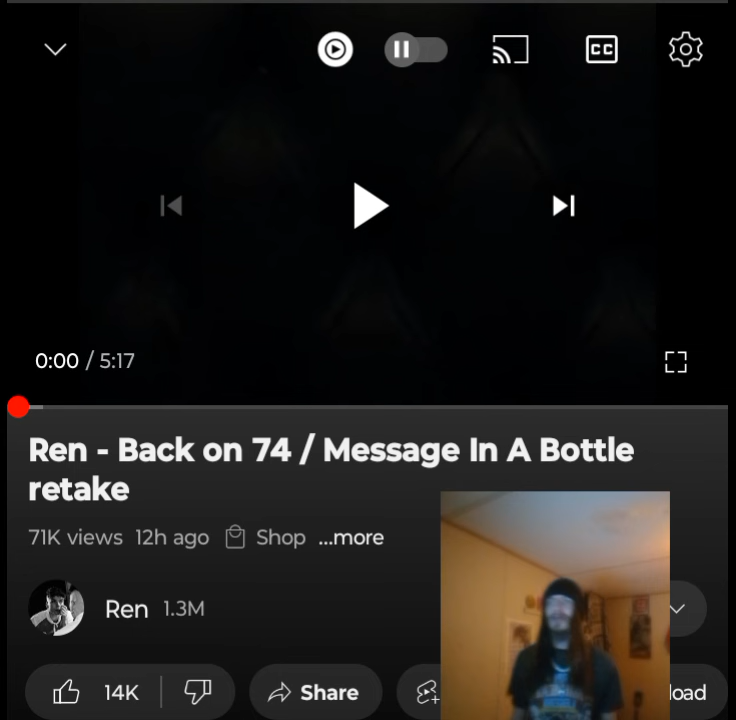 CC
0:00 / 5:17
Ren - Back on 74 / Message In A Bottle
retake
71K views 12h ago Shop ...more
Ren 1.3M
14K Share load